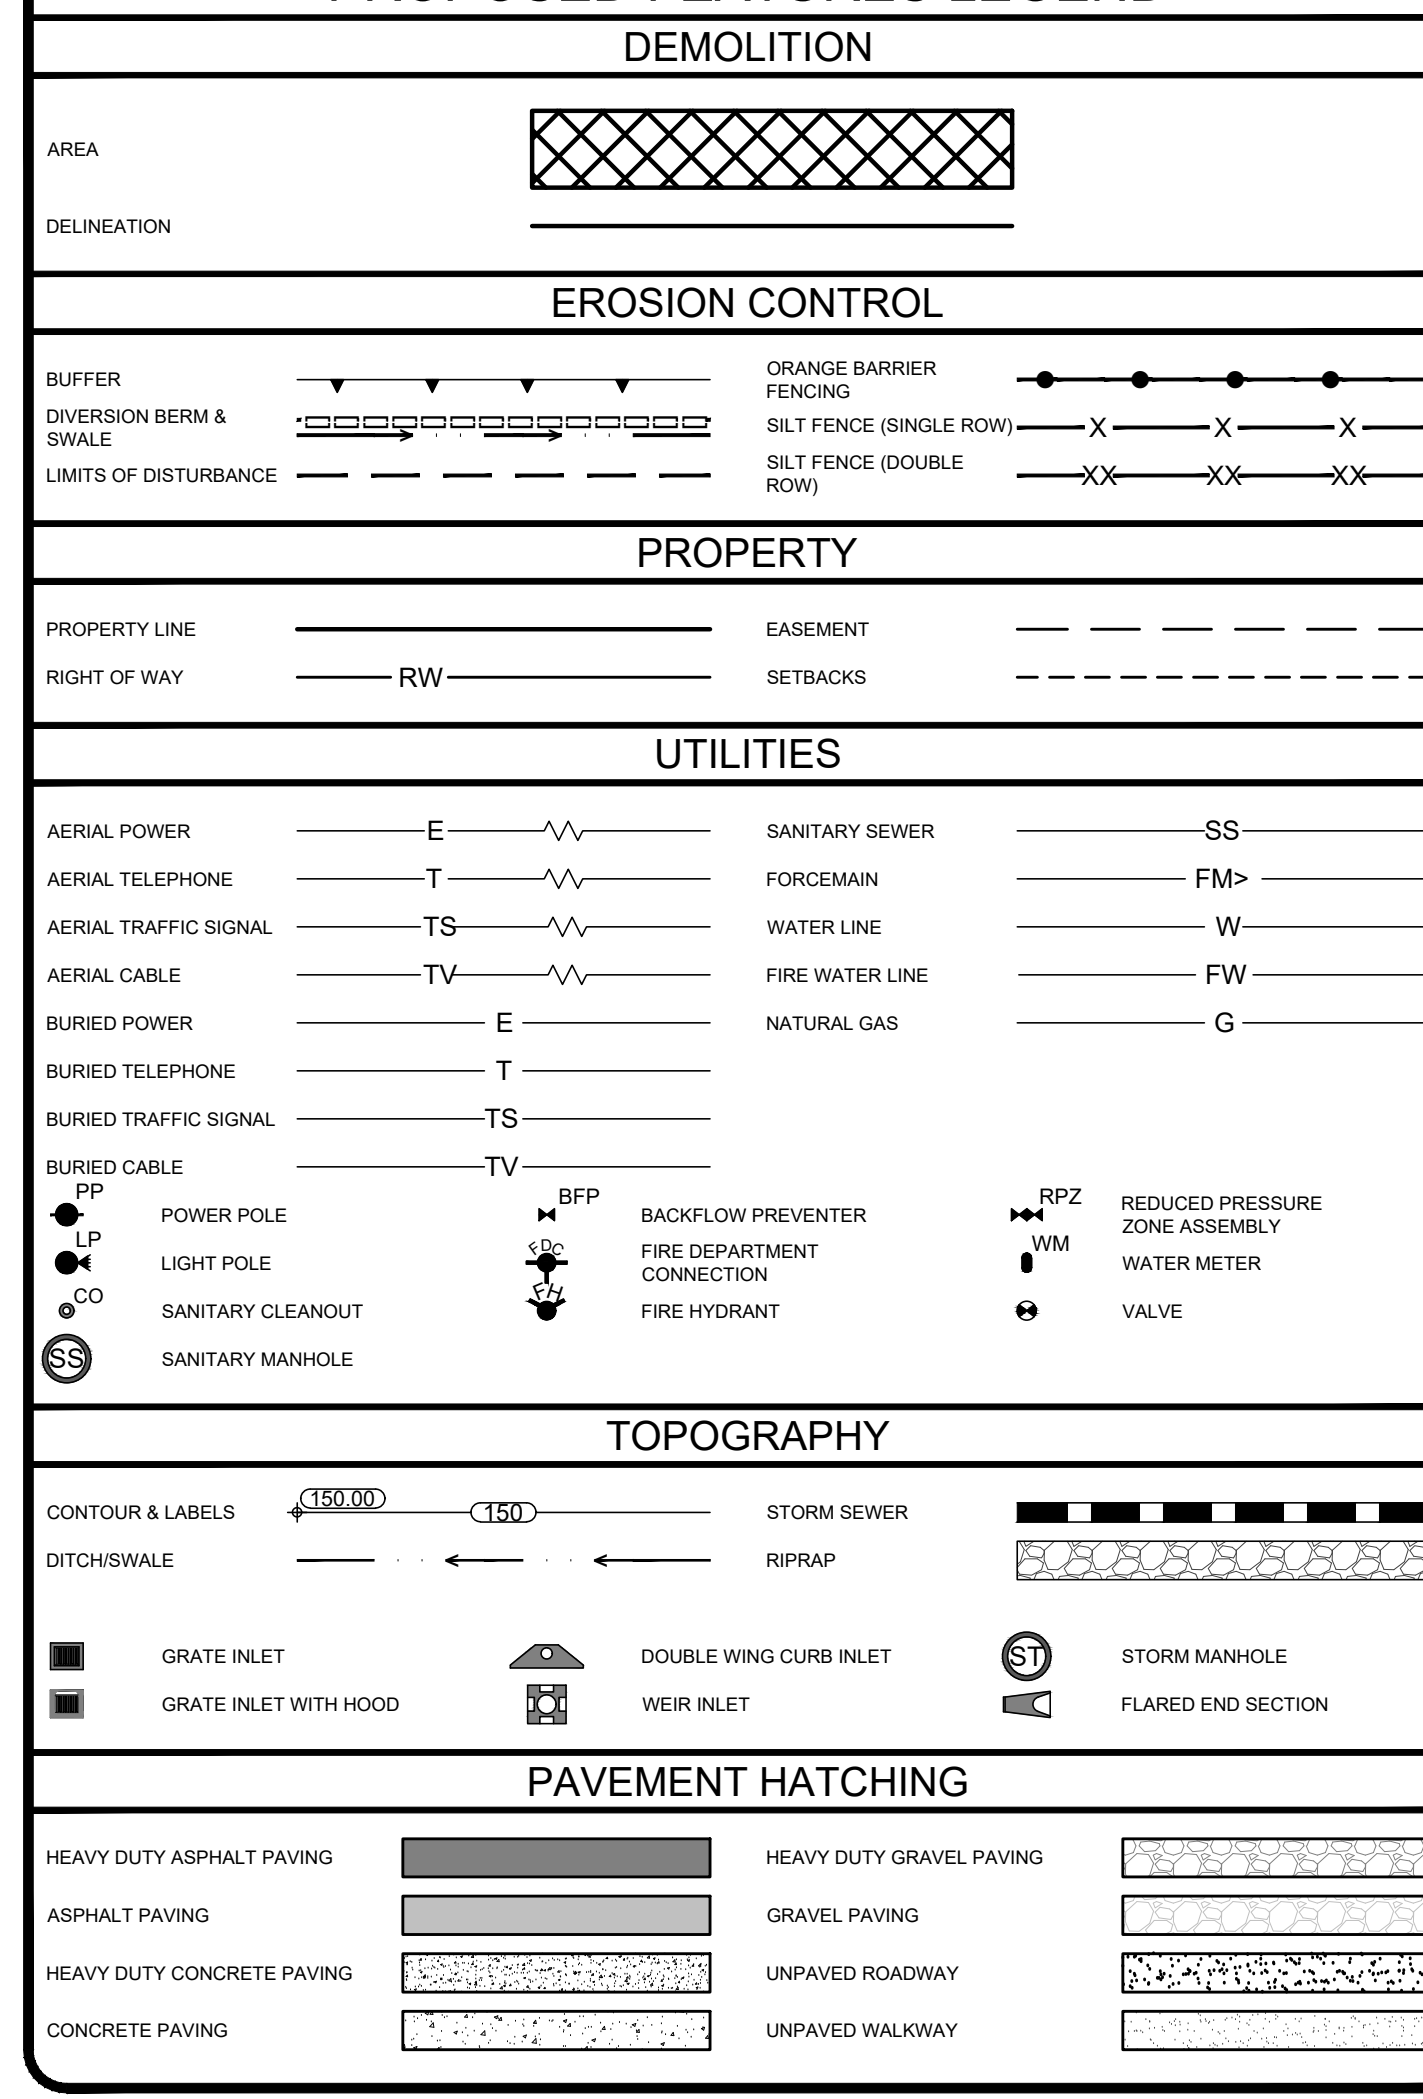 PROPOSED FEATURES LEGEND
DEMOLITION
AREA
DELINEATION
EROSION CONTROL
BUFFER
DIVERSION BERM &
SWALE
LIMITS OF DISTURBANCE
ORANGE BARRIER
FENCING
SILT FENCE (SINGLE ROW)
X X X
SILT FENCE (DOUBLE
ROW)
XX XX XX
PROPERTY
PROPERTY LINE
RIGHT OF WAY
RW
EASEMENT
SETBACKS
UTILITIES
AERIAL POWER
E
AERIAL TELEPHONE
T
AERIAL TRAFFIC SIGNAL
TS
AERIAL CABLE
TV
BURIED POWER
E
BURIED TELEPHONE
T
BURIED TRAFFIC SIGNAL
TS
BURIED CABLE
TV
SANITARY SEWER
SS
FORCEMAIN
FM>
WATER LINE
W
FIRE WATER LINE
FW
NATURAL GAS
G
PP
POWER POLE
LP
LIGHT POLE
CO
SANITARY CLEANOUT
SS
SANITARY MANHOLE
BFP
BACKFLOW PREVENTER
FDC
FIRE DEPARTMENT
CONNECTION
FH
FIRE HYDRANT
RPZ
REDUCED PRESSURE
ZONE ASSEMBLY
WM
WATER METER
VALVE
TOPOGRAPHY
CONTOUR & LABELS
150.00
150
DITCH/SWALE
STORM SEWER
RIPRAP
GRATE INLET
GRATE INLET WITH HOOD
DOUBLE WING CURB INLET
WEIR INLET
ST
STORM MANHOLE
FLARED END SECTION
PAVEMENT HATCHING
HEAVY DUTY ASPHALT PAVING
ASPHALT PAVING
HEAVY DUTY CONCRETE PAVING
CONCRETE PAVING
HEAVY DUTY GRAVEL PAVING
GRAVEL PAVING
UNPAVED ROADWAY
UNPAVED WALKWAY